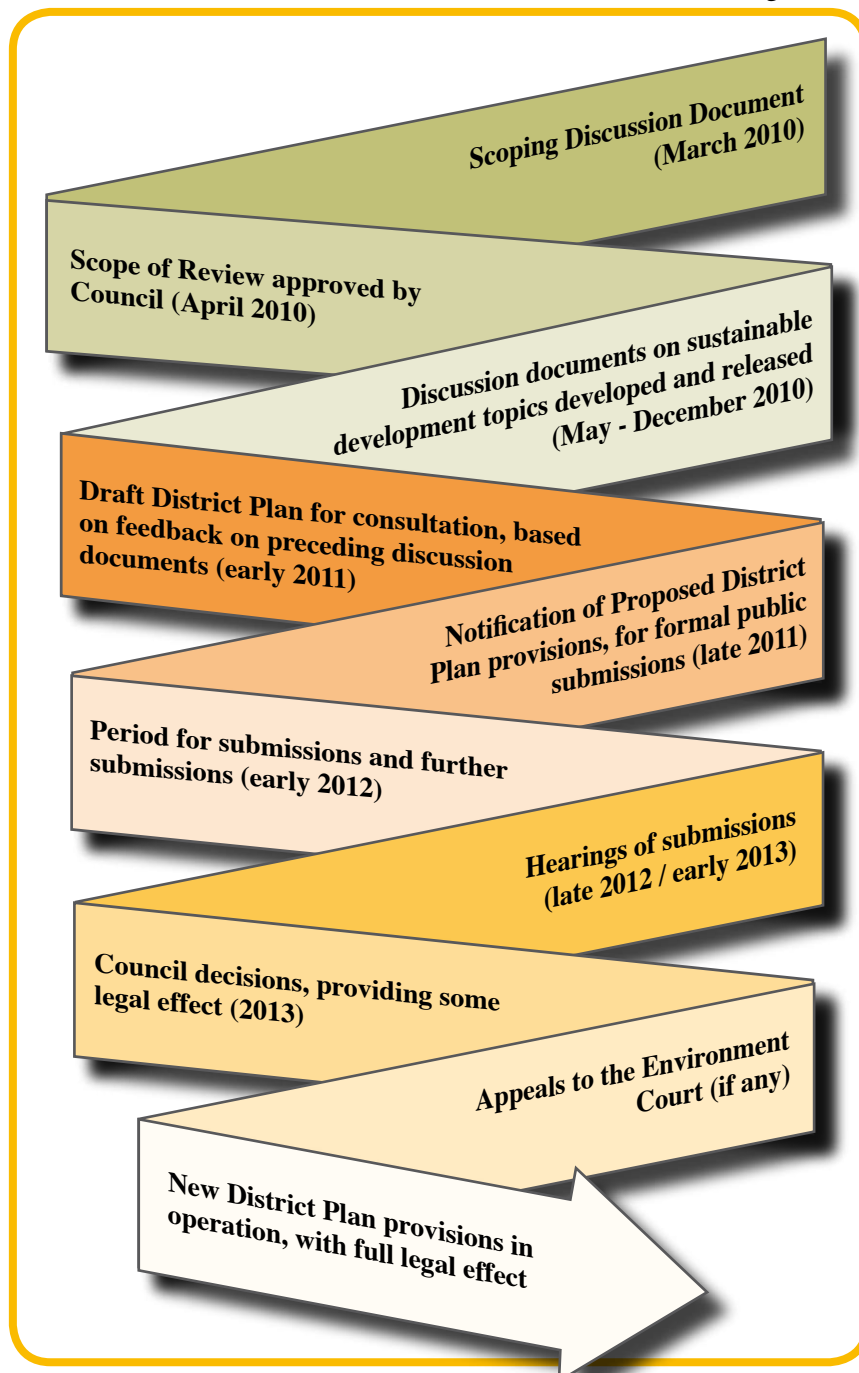 Scoping Discussion Document
(March 2010)
Scope of Review approved by
Council (April 2010)
Discussion documents on sustainable
development topics developed and released
(May - December 2010)
Draft District Plan for consultation, based
on feedback on preceding discussion
documents (early 2011)
Notification of Proposed District
Plan provisions, for formal public
submissions (late 2011)
Period for submissions and further
submissions (early 2012)
Hearings of submissions
(late 2012 / early 2013)
Council decisions, providing some
legal effect (2013)
Appeals to the Environment
Court (if any)
New District Plan provisions in
operation, with full legal effect